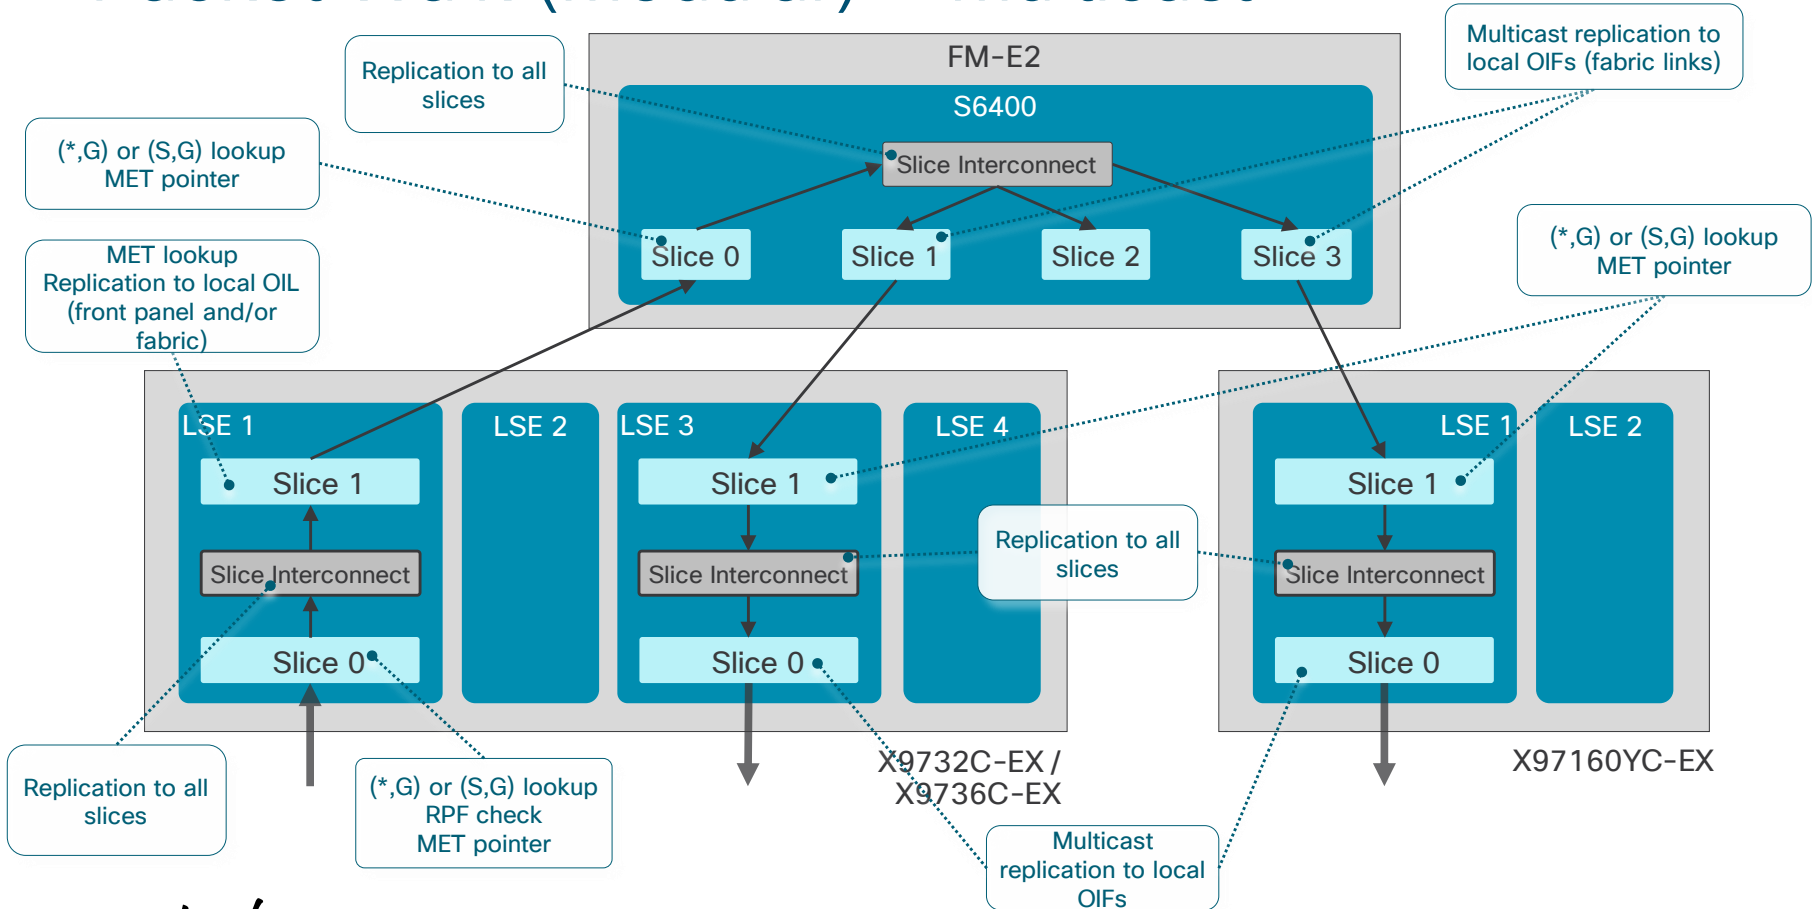 FM-E2
Replication to all
slices
Multicast replication to
local OIFs (fabric links)
S6400
(*,G) or (S,G) lookup
MET pointer
Slice Interconnect
(*,G) or (S,G) lookup
MET pointer
MET lookup
Replication to local OIL
(front panel and/or
fabric)
Slice 0
Slice 1
Slice 2
Slice 3
LSE 1
LSE 2
LSE 3
LSE 4
LSE 1
LSE 2
Slice 1
Slice 1
Slice 1
Replication to all
slices
Slice Interconnect
Slice Interconnect
Slice Interconnect
Slice 0
Slice 0
Slice 0
X9732C-EX /
X9736C-EX
X97160YC-EX
Replication to all
slices
(*,G) or (S,G) lookup
RPF check
MET pointer
Multicast
replication to local
OIFs